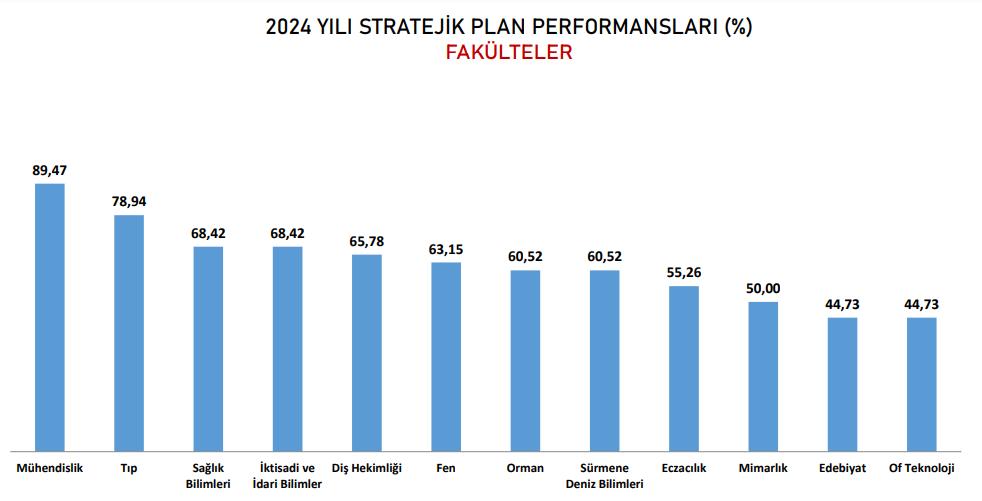 2024 YILI STRATEJİK PLAN PERFORMANSLARI (%)
FAKÜLTELER
89,47
78,94
68,42
68,42
65,78
63,15
60,52
60,52
55,26
50,00
44,73
44,73
Mühendislik
Tıp
Sağlık
Bilimleri
İktisadi ve
İdari Bilimler
Diş Hekimliği
Fen
Orman
Sürmene
Deniz Bilimleri
Eczacılık
Mimarlık
Edebiyat
Of Teknoloji